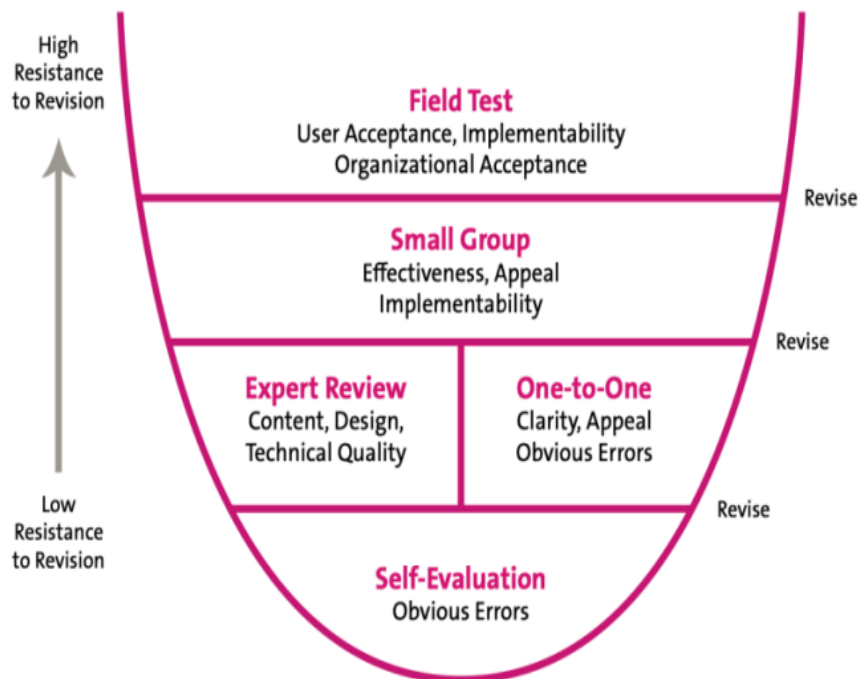 High
Resistance
to Revision
Field Test
User Acceptance, Implementability
Organizational Acceptance
Revise
Small Group
Effectiveness, Appeal
Implementability
Revise
Expert Review
Content, Design,
Technical Quality
One-to-One
Clarity, Appeal
Obvious Errors
Low
Resistance
to Revision
Revise
Self-Evaluation
Obvious Errors